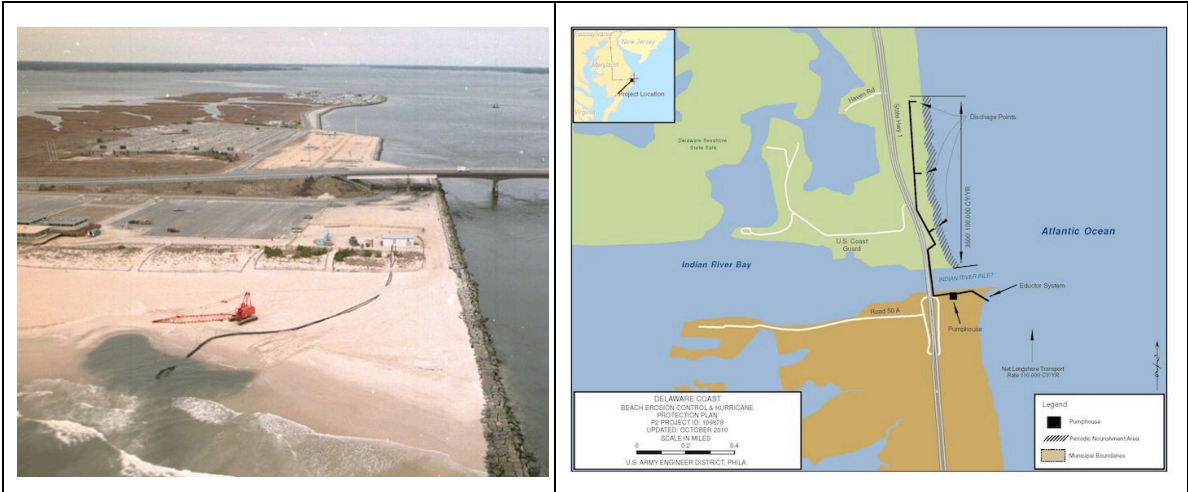 Pennsylvania
New Jersey
Maryland
Project Location
Haven Rd
State Hwy 1
Dischage Points
Delaware Seashore
State Park
3500' 100,000 CY/YR
U.S. Coast
Guard
Atlantic Ocean
Indian River Bay
INDIAN RIVER INLET
Eductor System
Road 50 A
Pumphouse
Net Longshore Transport
Rate 110,000 CY/YR
DELAWARE COAST
BEACH EROSION CONTROL & HURRICANE
PROTECTION PLAN
P2 PROJECT ID: 109878
UPDATED: OCTOBER 2010
SCALE IN MILES
0 0.2 0.4
U.S. ARMY ENGINEER DISTRICT, PHILA
Legend
Pumphouse
Periodic Nourishment Area
Municipal Boundaries